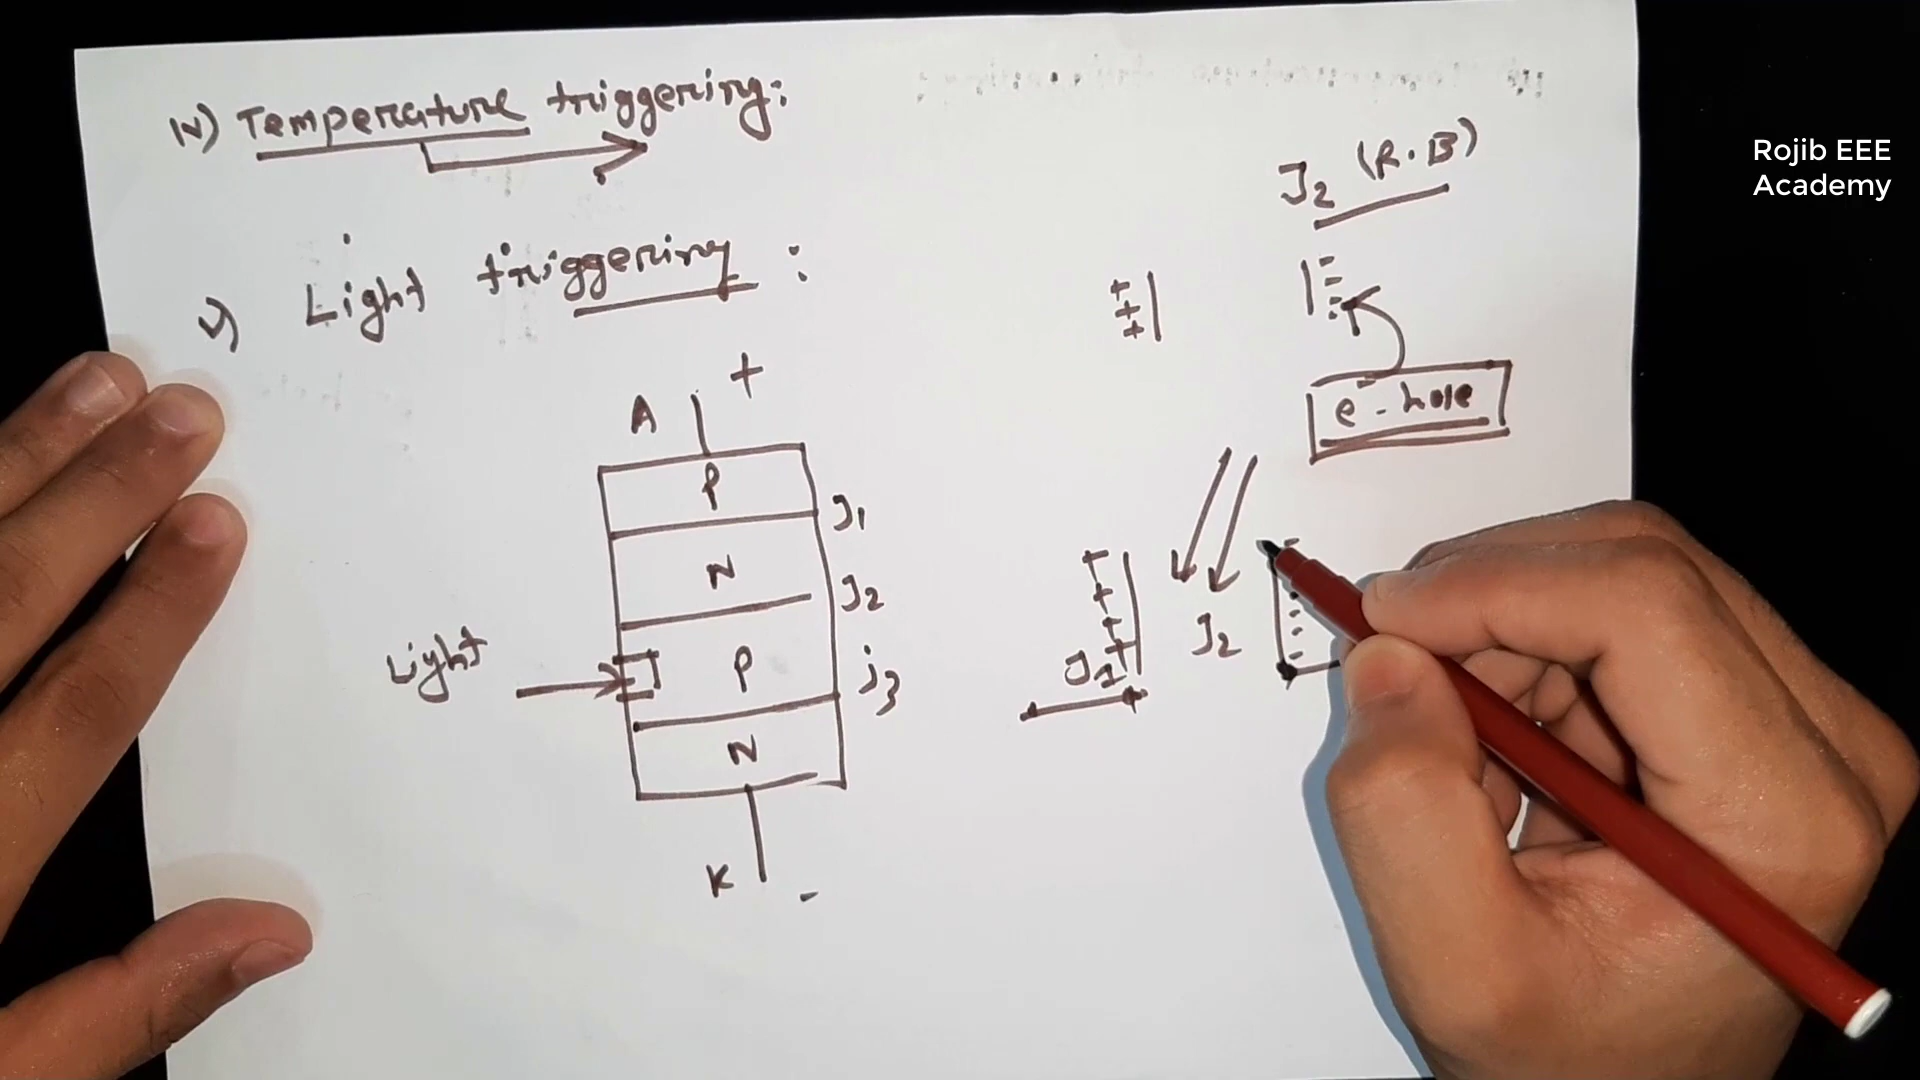 IV) Temperature triggering:
V) Light triggering :
A +
P
J1
N
J2
Light
P
j3
N
K -
J2 (R.B)
+ + +
- - -
e - hole
+ + + +
J1
J2
- - - -
Rojib EEE
Academy